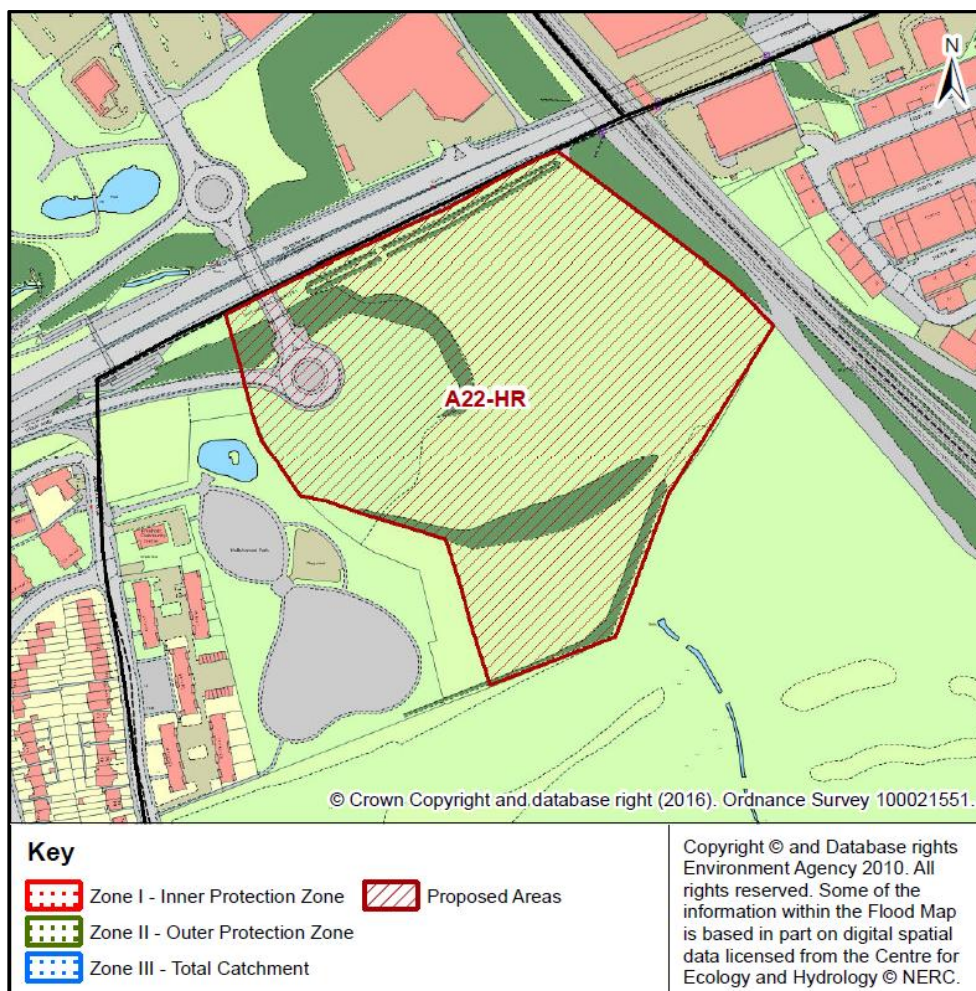 N
A22-HR
© Crown Copyright and database right (2016). Ordnance Survey 100021551.
Key
Zone I - Inner Protection Zone
Proposed Areas
Zone II - Outer Protection Zone
Zone III - Total Catchment
Copyright © and Database rights
Environment Agency 2010. All
rights reserved. Some of the
information within the Flood Map
is based in part on digital spatial
data licensed from the Centre for
Ecology and Hydrology © NERC.